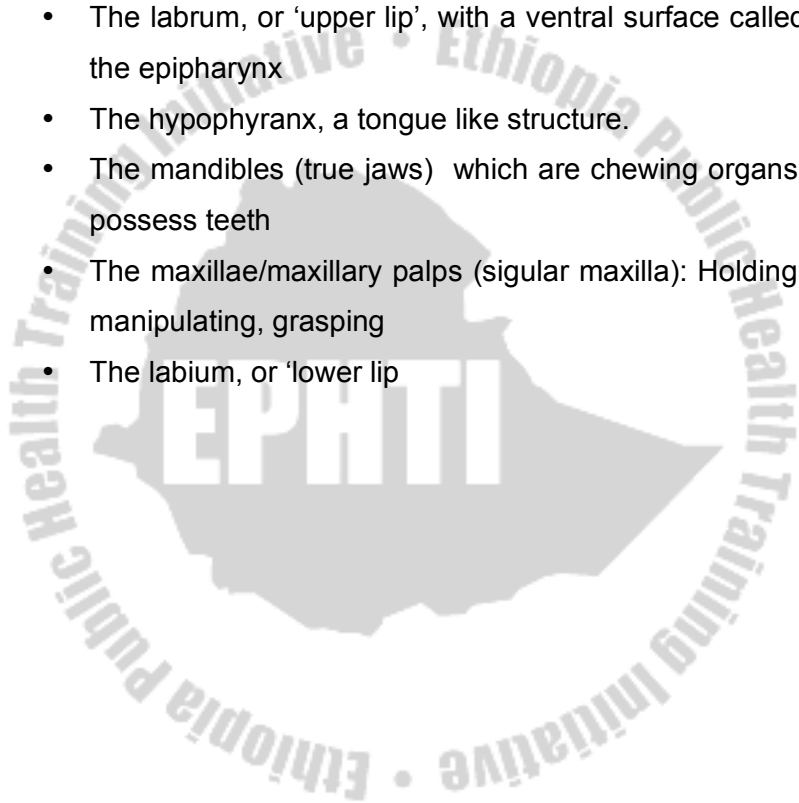 • The labrum, or ‘upper lip’, with a ventral surface called
the epipharynx
• The hypophyranx, a tongue like structure.
• The mandibles (true jaws) which are chewing organs
possess teeth
• The maxillae/maxillary palps (sigular maxilla): Holding
manipulating, grasping
• The labium, or ‘lower lip
EPHTI
Ethiopia Public Health Training Initiative • Ethiopia Public Health Training Initiative •